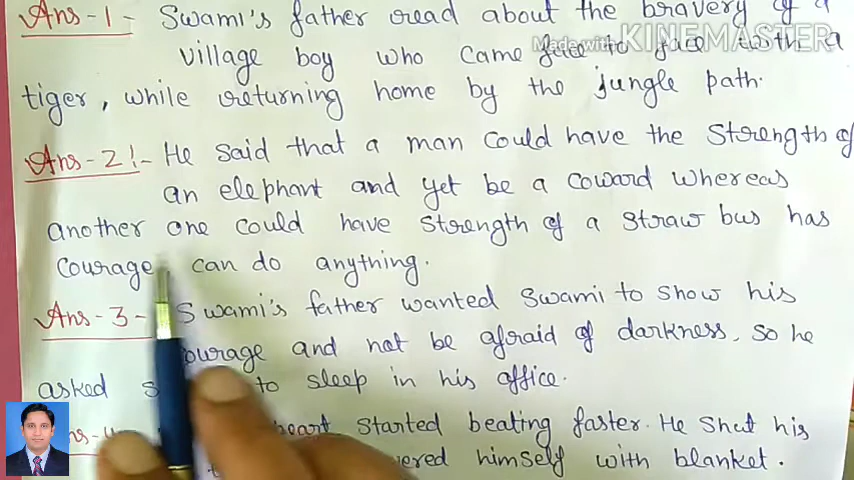 Ans-1- Swami's father read about the bravery of a
Made with KINEMASTER
village boy who came face to face with a
tiger, while returning home by the jungle path.
Ans-2!- He said that a man could have the strength of
an elephant and yet be a coward whereas
another one could have strength of a straw bus has
courage can do anything.
Ans-3- Swami's father wanted Swami to show his
courage and not be afraid of darkness, so he
asked to sleep in his office.
heart started beating faster. He shut his
himself with blanket.